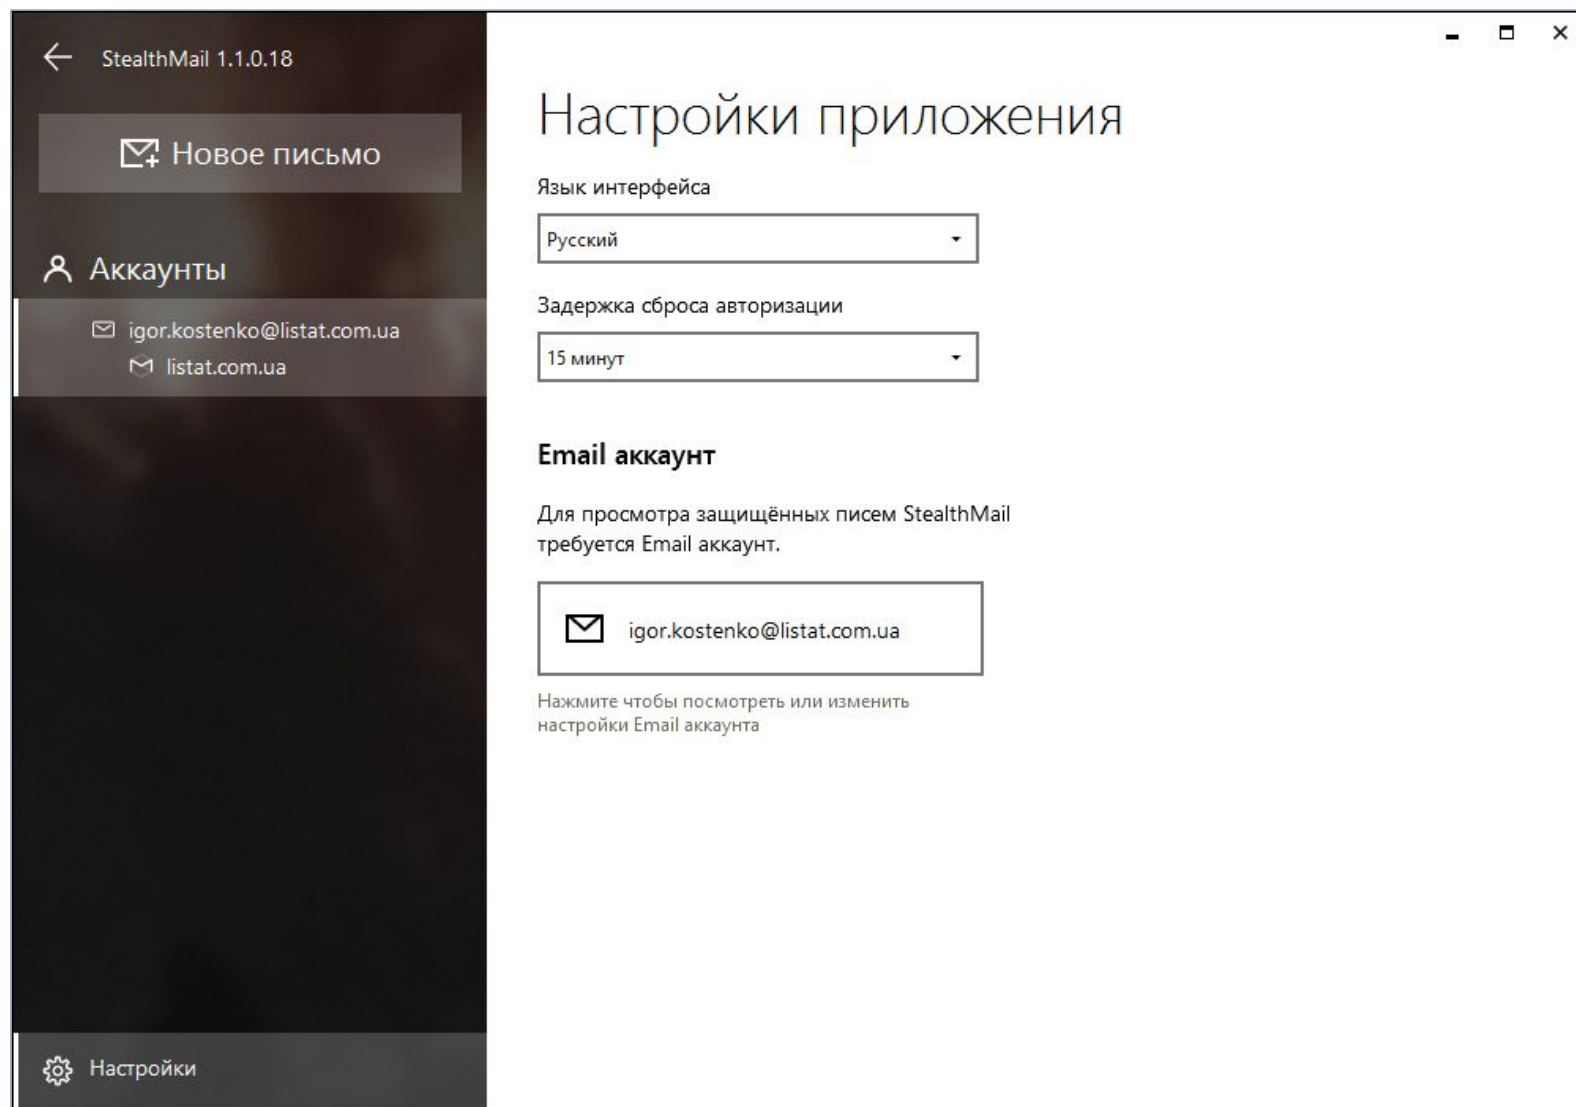 StealthMail 1.1.0.18
Новое письмо
Аккаунты
igor.kostenko@listat.com.ua
listat.com.ua
Настройки
Настройки приложения
Язык интерфейса
Русский
Задержка сброса авторизации
15 минут
Email аккаунт
Для просмотра защищённых писем StealthMail
требуется Email аккаунт.
igor.kostenko@listat.com.ua
Нажмите чтобы посмотреть или изменить
настройки Email аккаунта